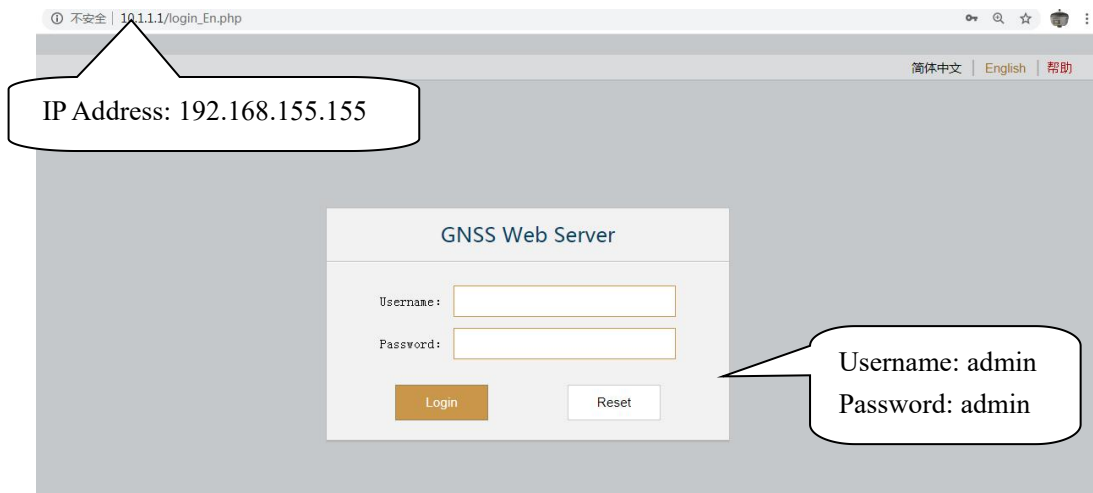 不安全 | 10.1.1.1/login_En.php
简体中文 | English | 帮助
IP Address: 192.168.155.155
GNSS Web Server
Username:
Password:
Login
Reset
Username: admin
Password: admin